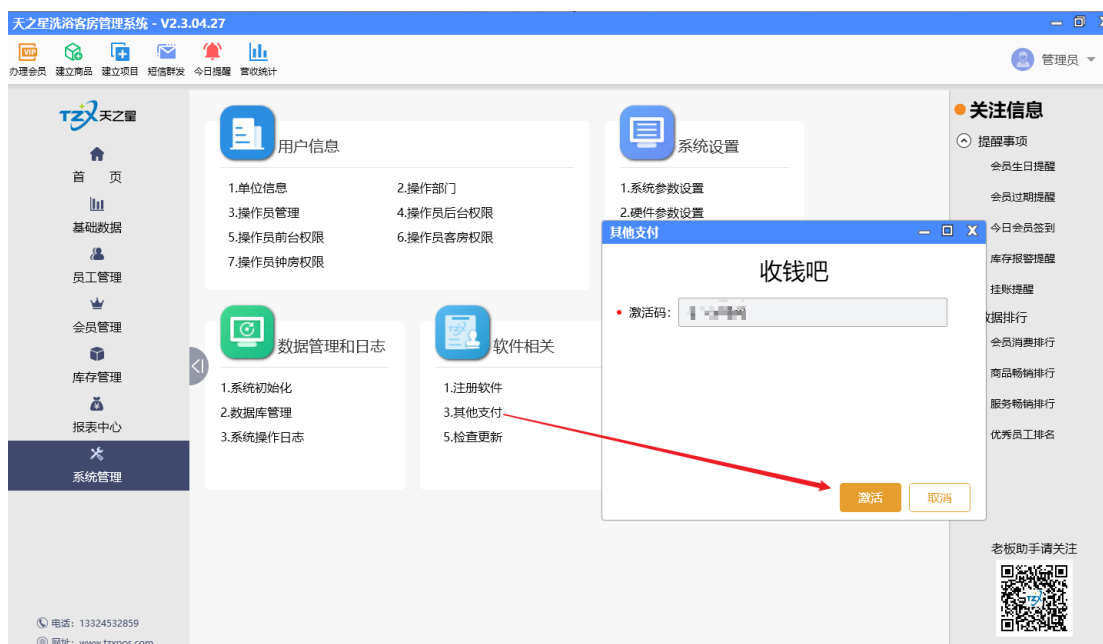 天之星洗浴客房管理系统 - V2.3.04.27
VIP
办理会员 建立商品 建立项目 短信群发 今日提醒 营收统计
管理员
TZX天之星
首 页
基础数据
员工管理
会员管理
库存管理
报表中心
系统管理
电话：13324532859
网址：www.tzxpos.com
用户信息
1.单位信息 2.操作部门
3.操作员管理 4.操作员后台权限
5.操作员前台权限 6.操作员客房权限
7.操作员钟房权限
系统设置
1.系统参数设置
2.硬件参数设置
数据管理和日志
1.系统初始化
2.数据库管理
3.系统操作日志
软件相关
1.注册软件
3.其他支付
5.检查更新
其他支付
收钱吧
激活码：
激活 取消
关注信息
提醒事项
会员生日提醒
会员过期提醒
今日会员签到
库存报警提醒
挂账提醒
据排行
会员消费排行
商品畅销排行
服务畅销排行
优秀员工排名
老板助手请关注
TZX